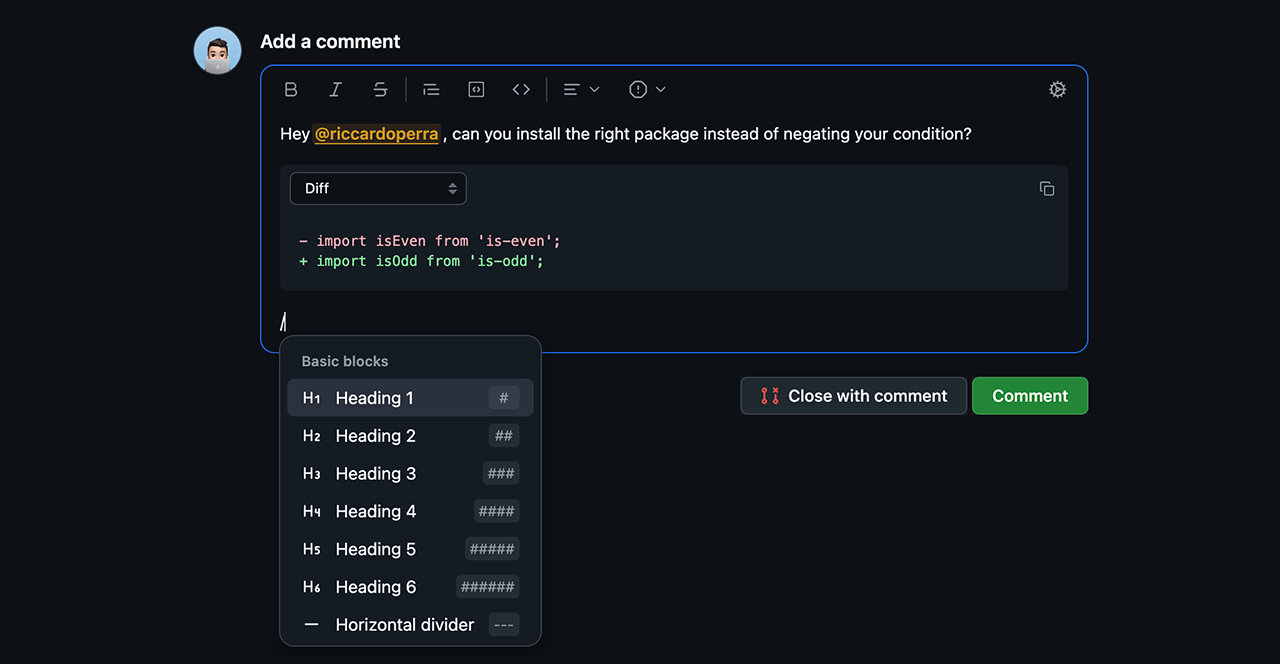 Add a comment
Hey @riccardoperra , can you install the right package instead of negating your condition?
Diff
- import isEven from 'is-even';
+ import isOdd from 'is-odd';
/
Basic blocks
H1 Heading 1 #
H2 Heading 2 ##
H3 Heading 3 ###
H4 Heading 4 ####
H5 Heading 5 #####
H6 Heading 6 ######
Horizontal divider ---
Close with comment
Comment